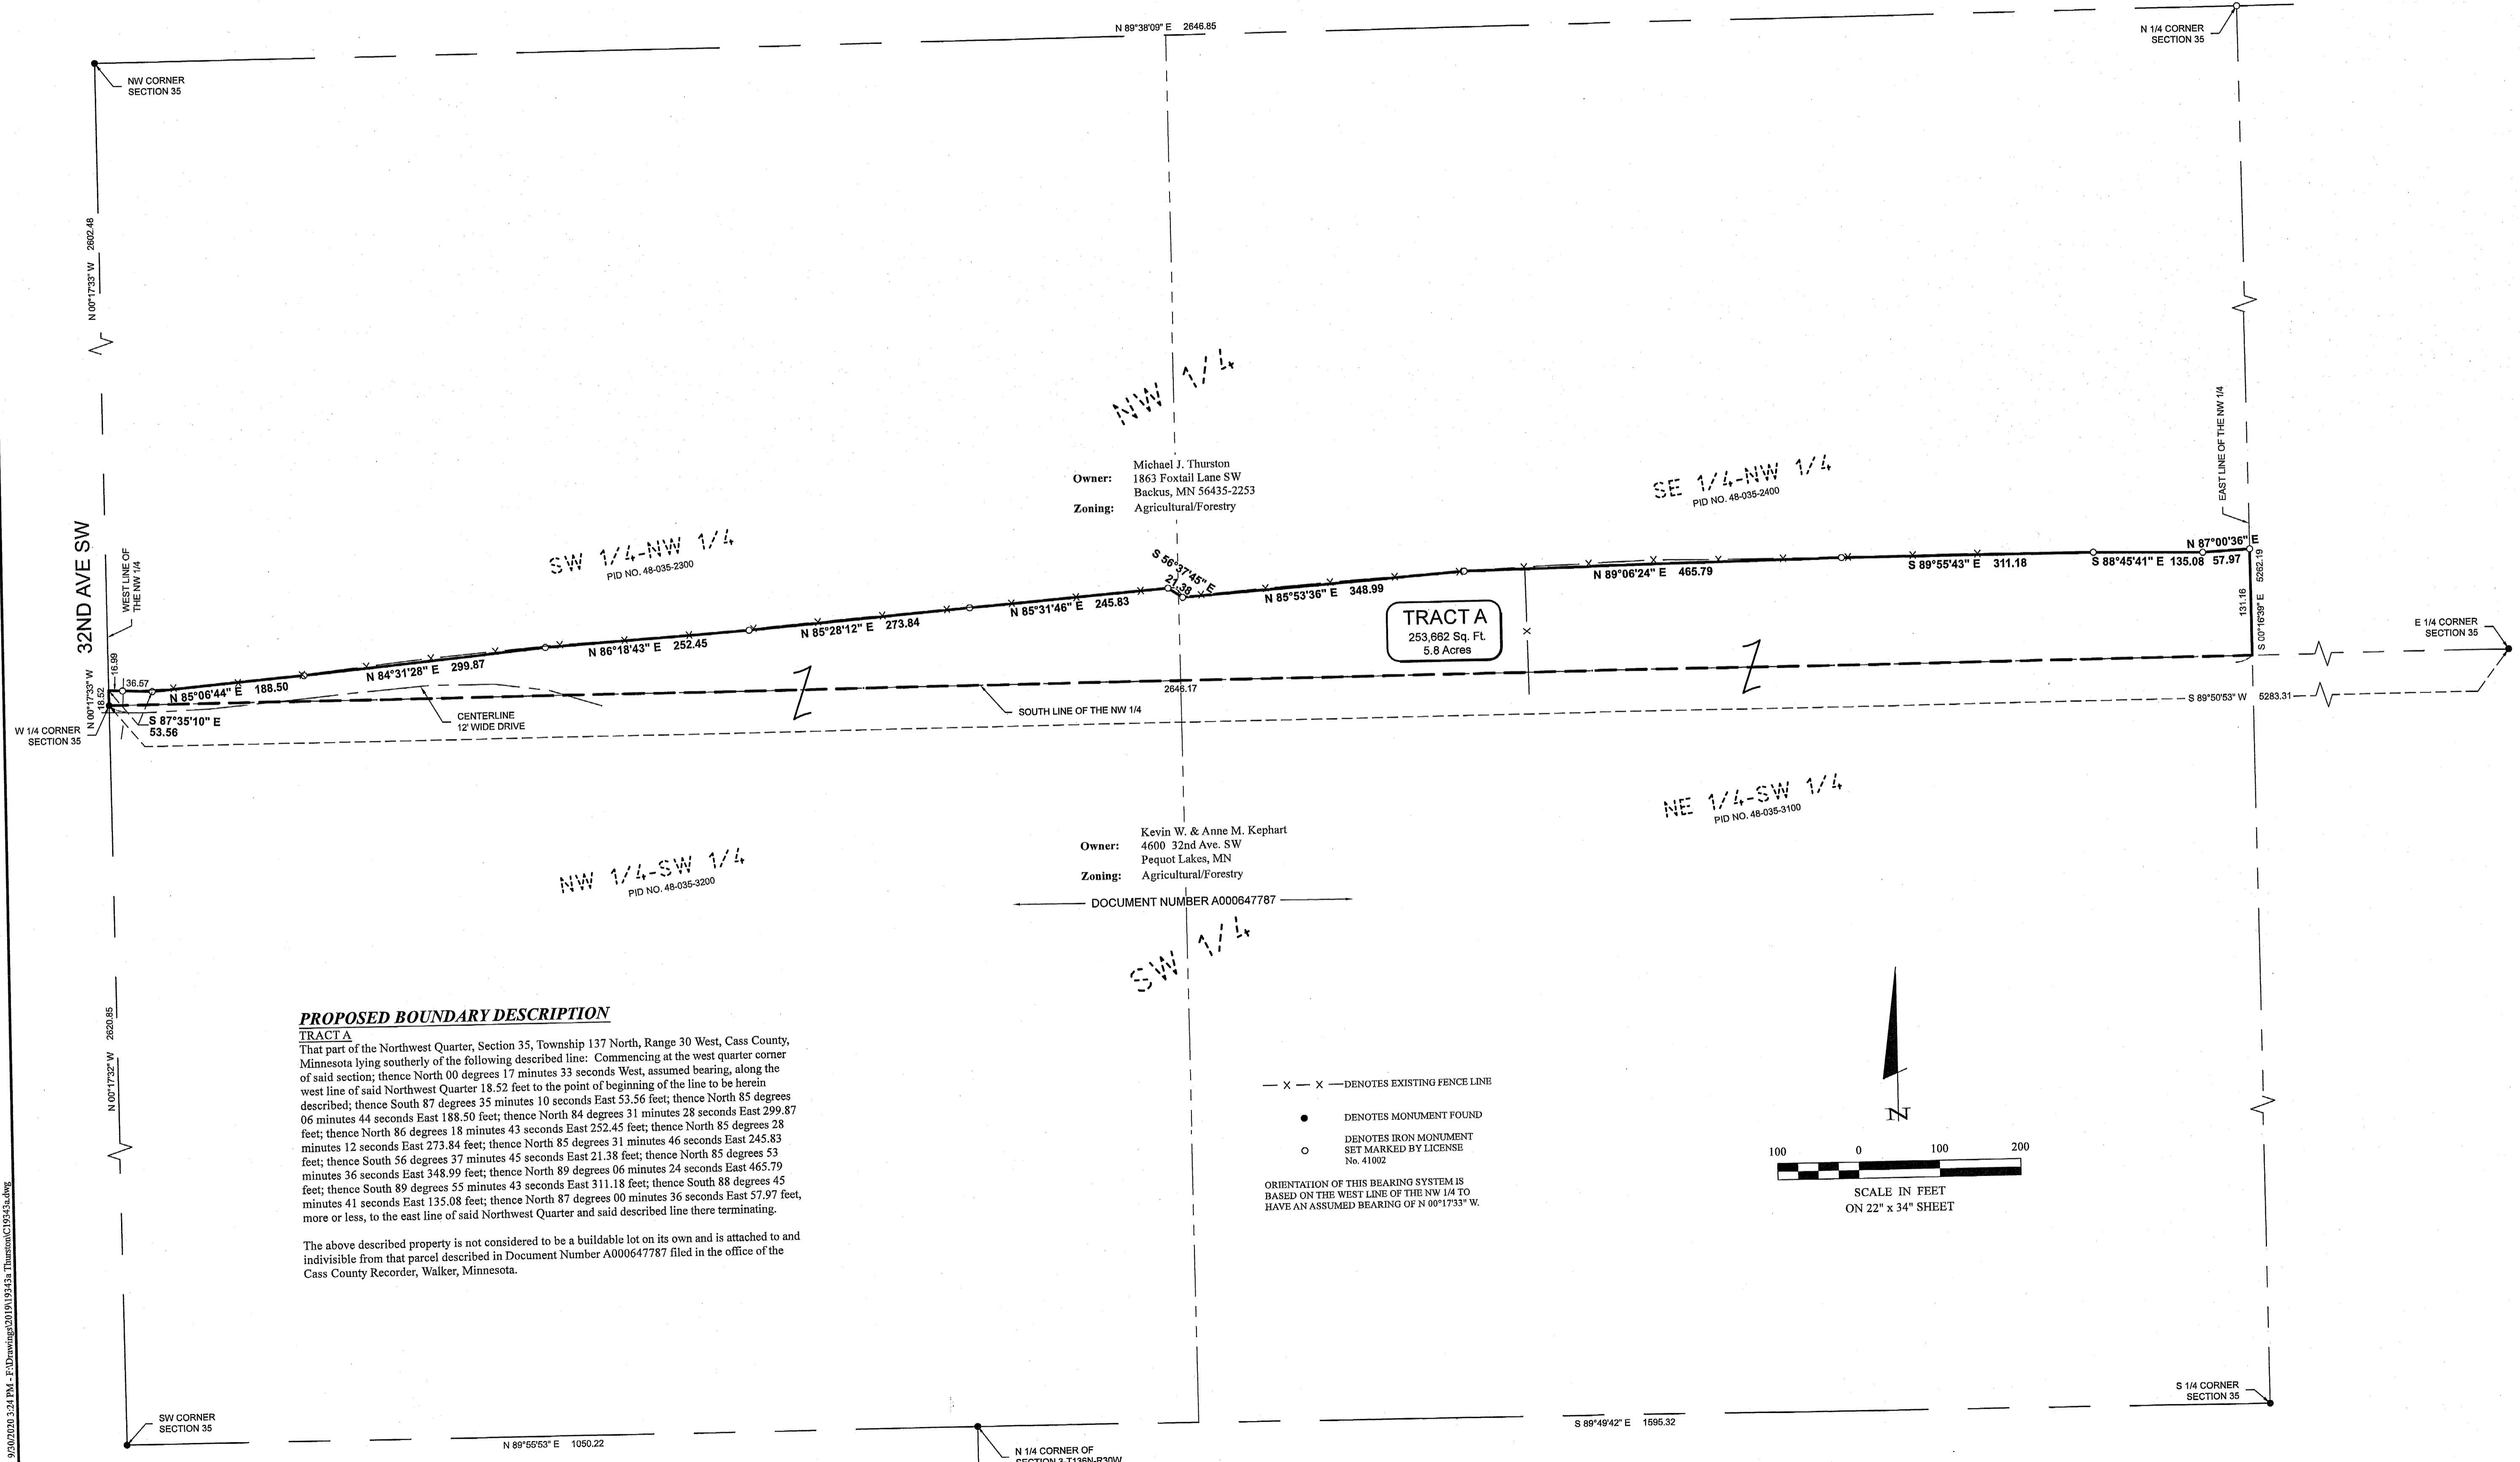 N 89°38'09" E 2646.85
N 1/4 CORNER
SECTION 35
NW CORNER
SECTION 35
N 00°17'33" W 2602.48
NW 1/4
Owner:
Michael J. Thurston
1863 Foxtail Lane SW
Backus, MN 56435-2253
Zoning:
Agricultural/Forestry
SE 1/4-NW 1/4
PID NO. 48-035-2400
EAST LINE OF THE NW 1/4
SW 1/4-NW 1/4
PID NO. 48-035-2300
32ND AVE SW
WEST LINE OF
THE NW 1/4
N 00°17'33" W
18.52
16.99
36.57
S 87°35'10" E
53.56
N 85°06'44" E 188.50
N 84°31'28" E 299.87
N 86°18'43" E 252.45
N 85°28'12" E 273.84
N 85°31'46" E 245.83
S 56°37'45" E
21.38
N 85°53'36" E 348.99
N 89°06'24" E 465.79
S 89°55'43" E 311.18
S 88°45'41" E 135.08
N 87°00'36" E
57.97
131.16
S 00°16'39" E 5262.19
TRACT A
253,662 Sq. Ft.
5.8 Acres
E 1/4 CORNER
SECTION 35
W 1/4 CORNER
SECTION 35
CENTERLINE
12' WIDE DRIVE
SOUTH LINE OF THE NW 1/4
2646.17
S 89°50'53" W 5283.31
NE 1/4-SW 1/4
PID NO. 48-035-3100
NW 1/4-SW 1/4
PID NO. 48-035-3200
Owner:
Kevin W. & Anne M. Kephart
4600 32nd Ave. SW
Pequot Lakes, MN
Zoning:
Agricultural/Forestry
DOCUMENT NUMBER A000647787
SW 1/4
N 00°17'32" W 2620.85
PROPOSED BOUNDARY DESCRIPTION
TRACT A
That part of the Northwest Quarter, Section 35, Township 137 North, Range 30 West, Cass County,
Minnesota lying southerly of the following described line: Commencing at the west quarter corner
of said section; thence North 00 degrees 17 minutes 33 seconds West, assumed bearing, along the
west line of said Northwest Quarter 18.52 feet to the point of beginning of the line to be herein
described; thence South 87 degrees 35 minutes 10 seconds East 53.56 feet; thence North 85 degrees
06 minutes 44 seconds East 188.50 feet; thence North 84 degrees 31 minutes 28 seconds East 299.87
feet; thence North 86 degrees 18 minutes 43 seconds East 252.45 feet; thence North 85 degrees 28
minutes 12 seconds East 273.84 feet; thence North 85 degrees 31 minutes 46 seconds East 245.83
feet; thence South 56 degrees 37 minutes 45 seconds East 21.38 feet; thence North 85 degrees 53
minutes 36 seconds East 348.99 feet; thence North 89 degrees 06 minutes 24 seconds East 465.79
feet; thence South 89 degrees 55 minutes 43 seconds East 311.18 feet; thence South 88 degrees 45
minutes 41 seconds East 135.08 feet; thence North 87 degrees 00 minutes 36 seconds East 57.97 feet,
more or less, to the east line of said Northwest Quarter and said described line there terminating.
The above described property is not considered to be a buildable lot on its own and is attached to and
indivisible from that parcel described in Document Number A000647787 filed in the office of the
Cass County Recorder, Walker, Minnesota.
X X DENOTES EXISTING FENCE LINE
DENOTES MONUMENT FOUND
DENOTES IRON MONUMENT
SET MARKED BY LICENSE
No. 41002
ORIENTATION OF THIS BEARING SYSTEM IS
BASED ON THE WEST LINE OF THE NW 1/4 TO
HAVE AN ASSUMED BEARING OF N 00°17'33" W.
N
100 0 100 200
SCALE IN FEET
ON 22" x 34" SHEET
S 1/4 CORNER
SECTION 35
SW CORNER
SECTION 35
N 89°55'53" E 1050.22
S 89°49'42" E 1595.32
N 1/4 CORNER OF
SECTION 3-T136N-R30W
9/30/2020 3:24 PM - F:\Drawings\2019\19343a Thurston\C19343a.dwg